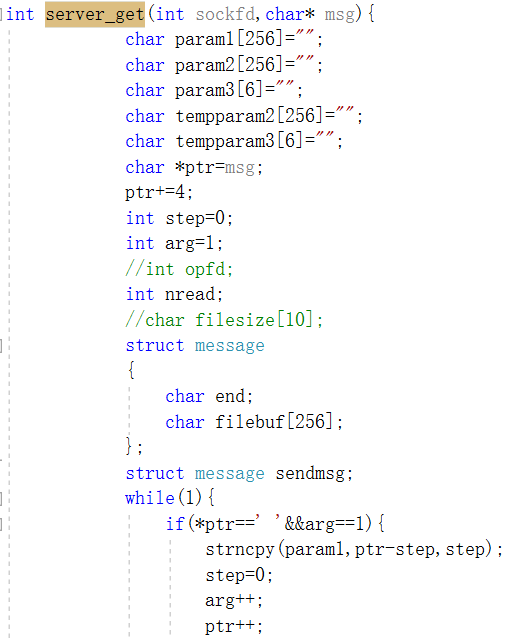 int server_get(int sockfd,char* msg){
char param1[256]="";
char param2[256]="";
char param3[6]="";
char tempparam2[256]="";
char tempparam3[6]="";
char *ptr=msg;
ptr+=4;
int step=0;
int arg=1;
//int opfd;
int nread;
//char filesize[10];
struct message
{
char end;
char filebuf[256];
};
struct message sendmsg;
while(1){
if(*ptr==' '&&arg==1){
strncpy(param1,ptr-step,step);
step=0;
arg++;
ptr++;